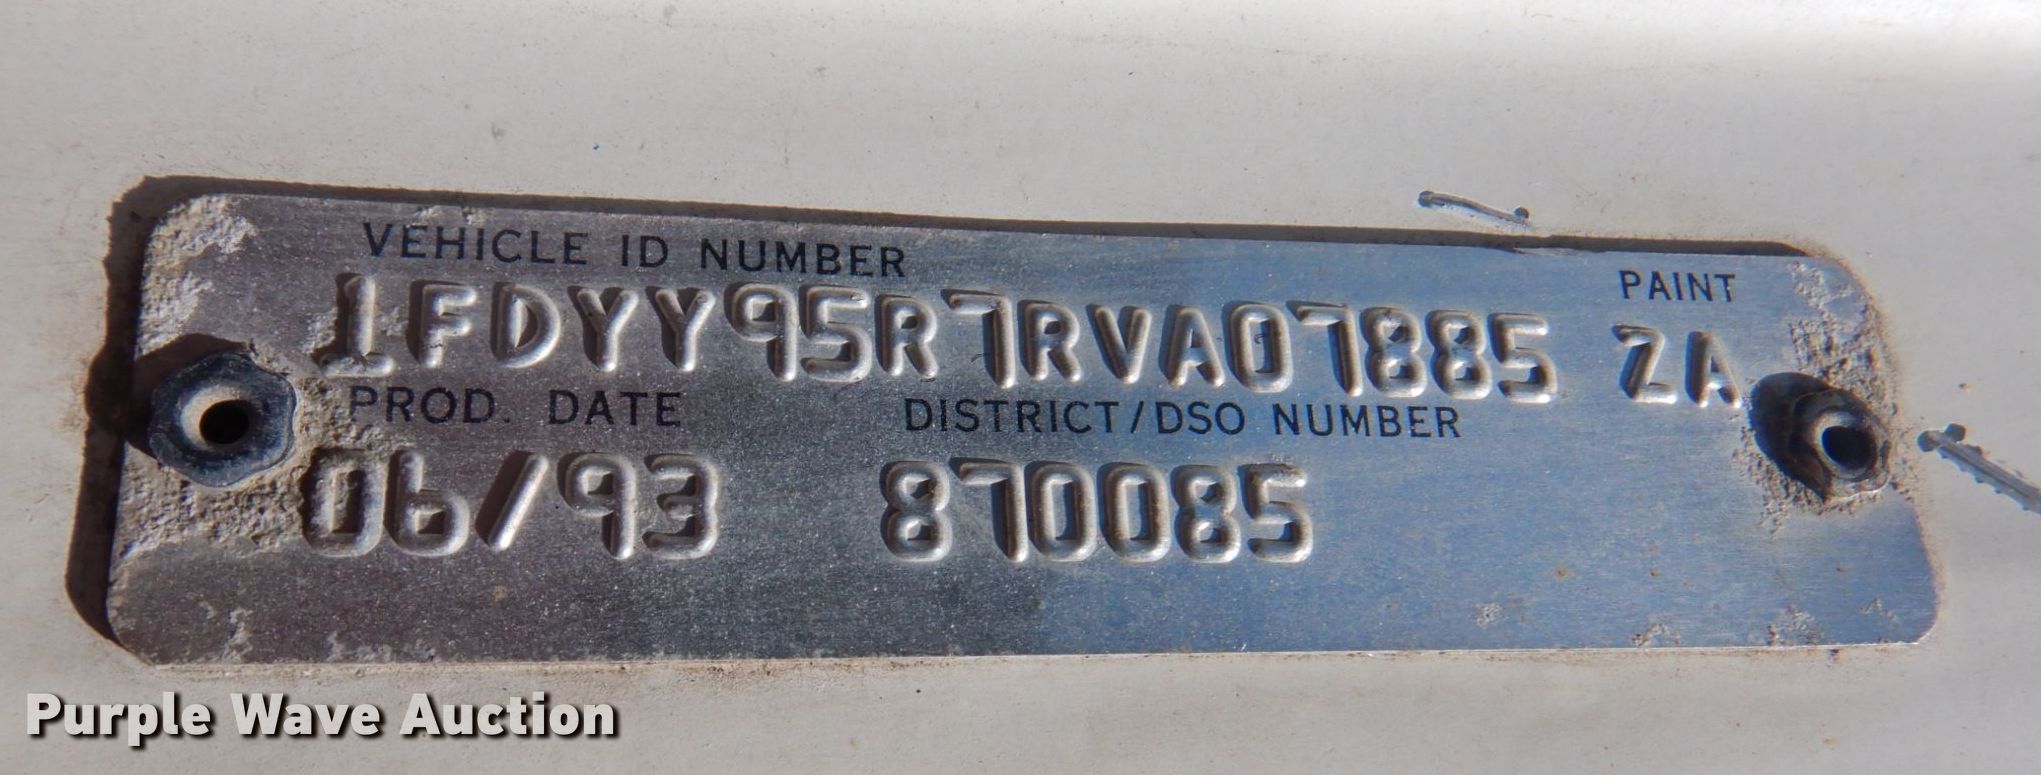 VEHICLE ID NUMBER
PAINT
1FDYY95R7RVA07885 ZA
PROD. DATE
DISTRICT/DSO NUMBER
06/93
870085
Purple Wave Auction